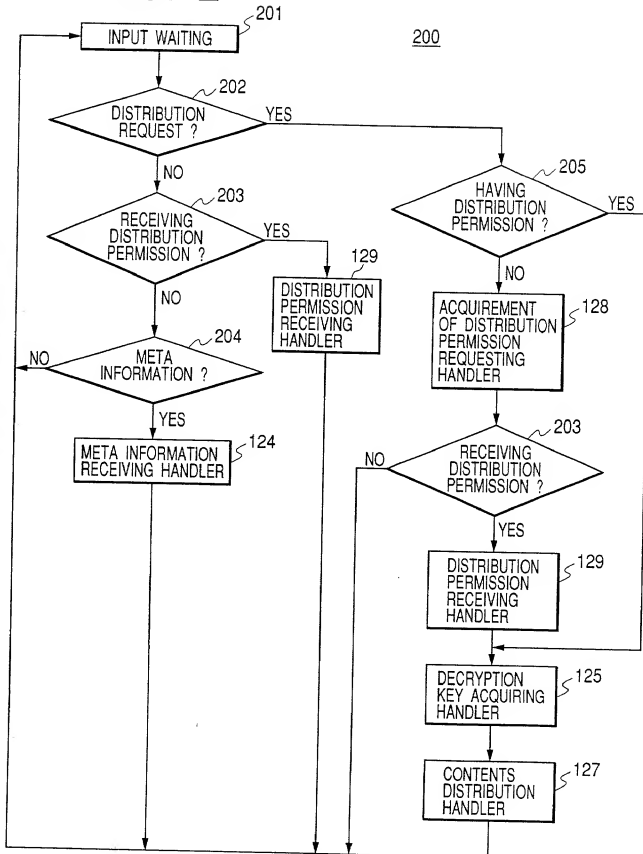 201
INPUT WAITING
200
202
DISTRIBUTION
REQUEST ?
YES
NO
205
HAVING
DISTRIBUTION
PERMISSION ?
YES
NO
203
RECEIVING
DISTRIBUTION
PERMISSION ?
YES
NO
129
DISTRIBUTION
PERMISSION
RECEIVING
HANDLER
128
ACQUIREMENT
OF DISTRIBUTION
PERMISSION
REQUESTING
HANDLER
204
META
INFORMATION ?
NO
YES
124
META INFORMATION
RECEIVING HANDLER
203
RECEIVING
DISTRIBUTION
PERMISSION ?
NO
YES
129
DISTRIBUTION
PERMISSION
RECEIVING
HANDLER
125
DECRYPTION
KEY ACQUIRING
HANDLER
127
CONTENTS
DISTRIBUTION
HANDLER